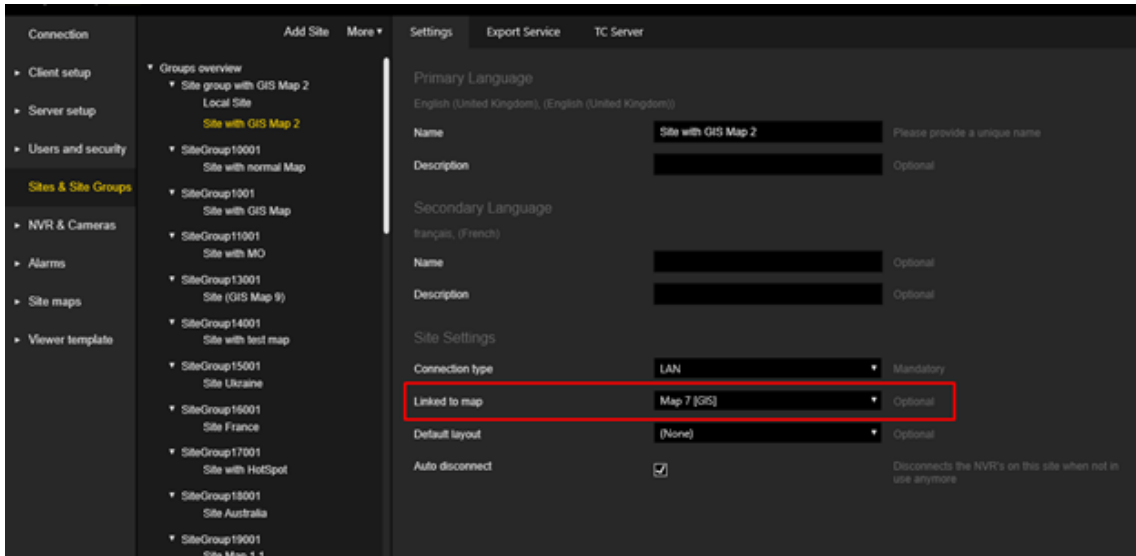 Connection
Client setup
Server setup
Users and security
Sites & Site Groups
NVR & Cameras
Alarms
Site maps
Viewer template
Add Site More
Groups overview
Site group with GIS Map 2
Local Site
Site with GIS Map 2
SiteGroup10001
Site with normal Map
SiteGroup1001
Site with GIS Map
SiteGroup11001
Site with MO
SiteGroup13001
Site (GIS Map 9)
SiteGroup14001
Site with test map
SiteGroup15001
Site Ukraine
SiteGroup16001
Site France
SiteGroup17001
Site with HotSpot
SiteGroup18001
Site Australia
SiteGroup19001
Site Map 1.1
Settings Export Service TC Server
Primary Language
English (United Kingdom), (English (United Kingdom))
Name Site with GIS Map 2 Please provide a unique name
Description Optional
Secondary Language
français, (French)
Name Optional
Description Optional
Site Settings
Connection type LAN Mandatory
Linked to map Map 7 [GIS] Optional
Default layout (None) Optional
Auto disconnect Disconnects the NVR's on this site when not in
use anymore